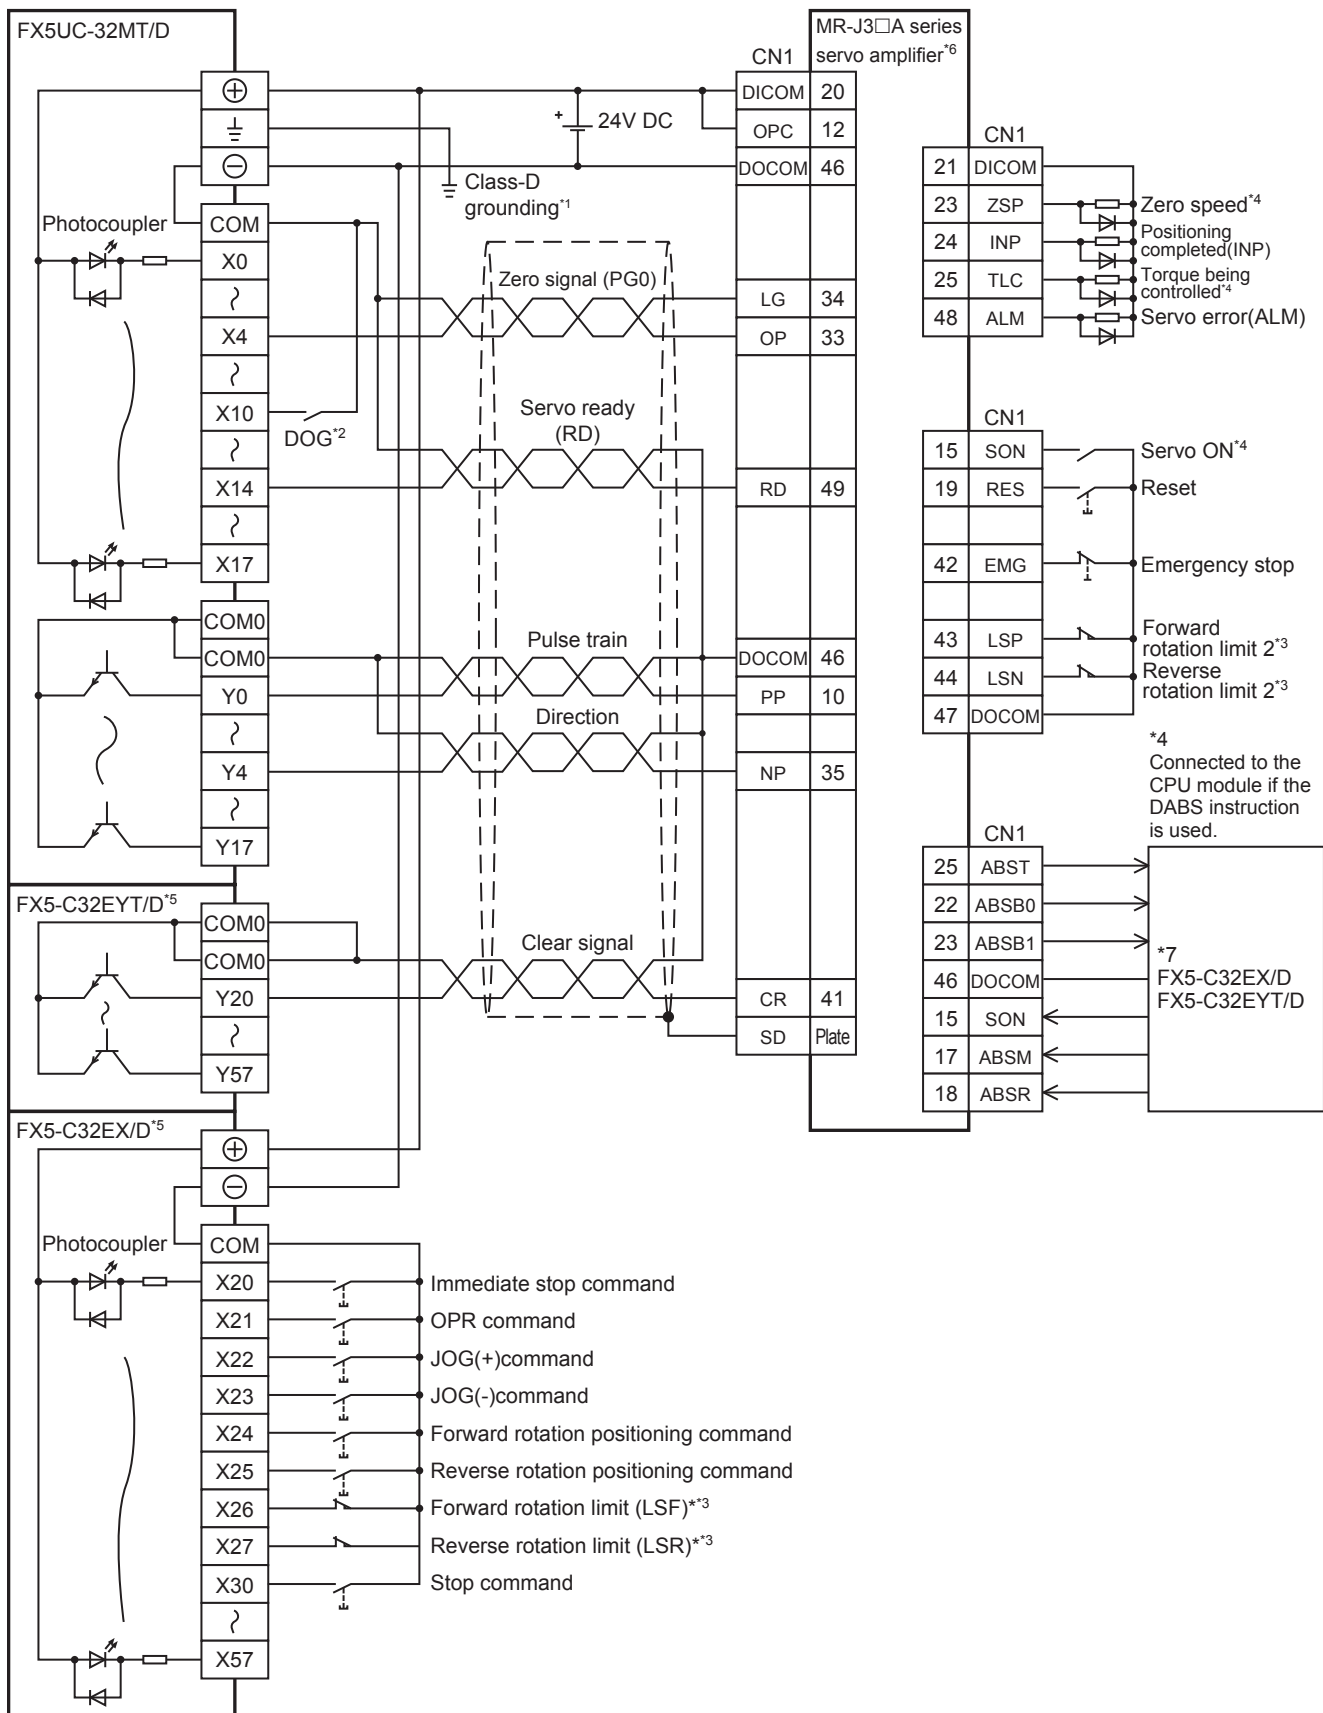 FX5UC-32MT/D
MR-J3□A series
servo amplifier*6
CN1
⊕
DICOM 20
24V DC
+
OPC 12
⊖
DOCOM 46
Class-D
grounding*1
Photocoupler
COM
X0
Zero signal (PG0)
LG 34
X4
OP 33
X10
DOG*2
Servo ready
(RD)
X14
RD 49
X17
COM0
COM0
Pulse train
DOCOM 46
Y0
PP 10
Direction
Y4
NP 35
Y17
FX5-C32EYT/D*5
COM0
COM0
Clear signal
Y20
CR 41
SD Plate
Y57
FX5-C32EX/D*5
⊕
⊖
Photocoupler
COM
X20 Immediate stop command
X21 OPR command
X22 JOG(+)command
X23 JOG(-)command
X24 Forward rotation positioning command
X25 Reverse rotation positioning command
X26 Forward rotation limit (LSF)**3
X27 Reverse rotation limit (LSR)**3
X30 Stop command
X57
CN1
21 DICOM
23 ZSP Zero speed*4
24 INP Positioning
completed(INP)
25 TLC Torque being
controlled*4
48 ALM Servo error(ALM)
CN1
15 SON Servo ON*4
19 RES Reset
42 EMG Emergency stop
43 LSP Forward
rotation limit 2*3
44 LSN Reverse
rotation limit 2*3
47 DOCOM
*4
Connected to the
CPU module if the
DABS instruction
is used.
CN1
25 ABST
22 ABSB0
23 ABSB1
46 DOCOM
15 SON
17 ABSM
18 ABSR
*7
FX5-C32EX/D
FX5-C32EYT/D